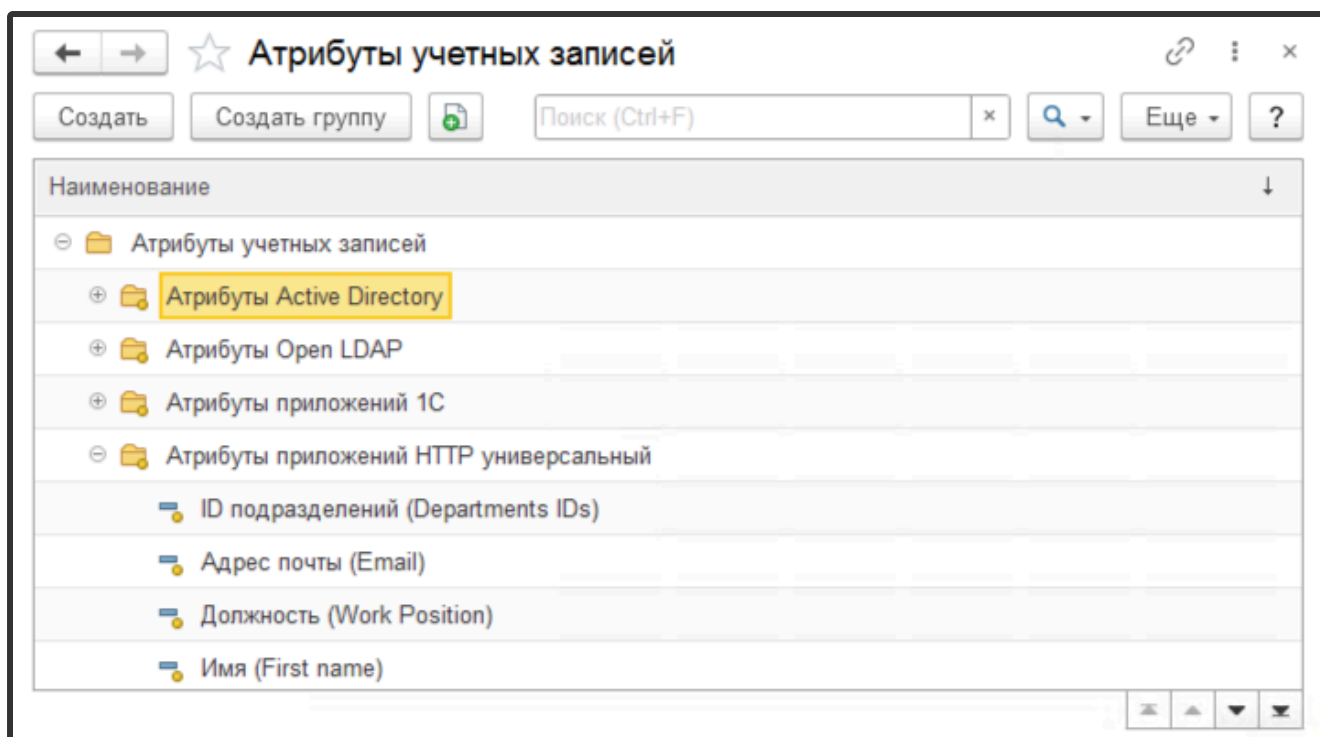 Атрибуты учетных записей
Создать Создать группу Поиск (Ctrl+F) × Еще ?
Наименование ↓
Атрибуты учетных записей
Атрибуты Active Directory
Атрибуты Open LDAP
Атрибуты приложений 1С
Атрибуты приложений HTTP универсальный
ID подразделений (Departments IDs)
Адрес почты (Email)
Должность (Work Position)
Имя (First name)